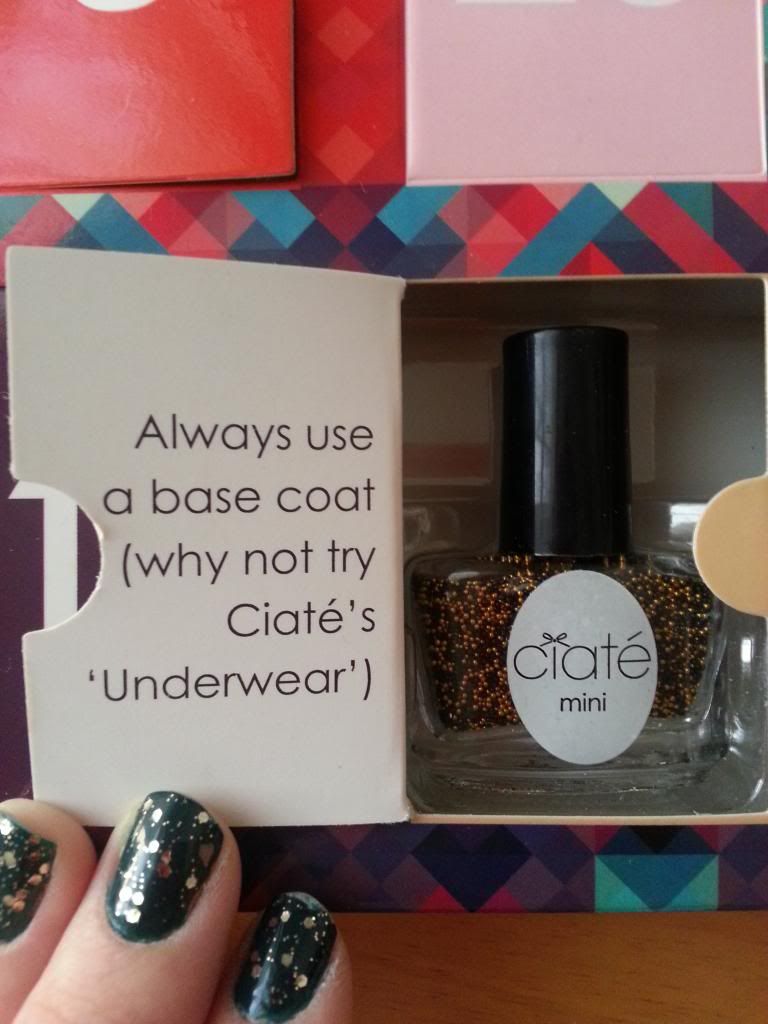 Always use
a base coat
(why not try
Ciaté's
'Underwear')
ciaté
mini